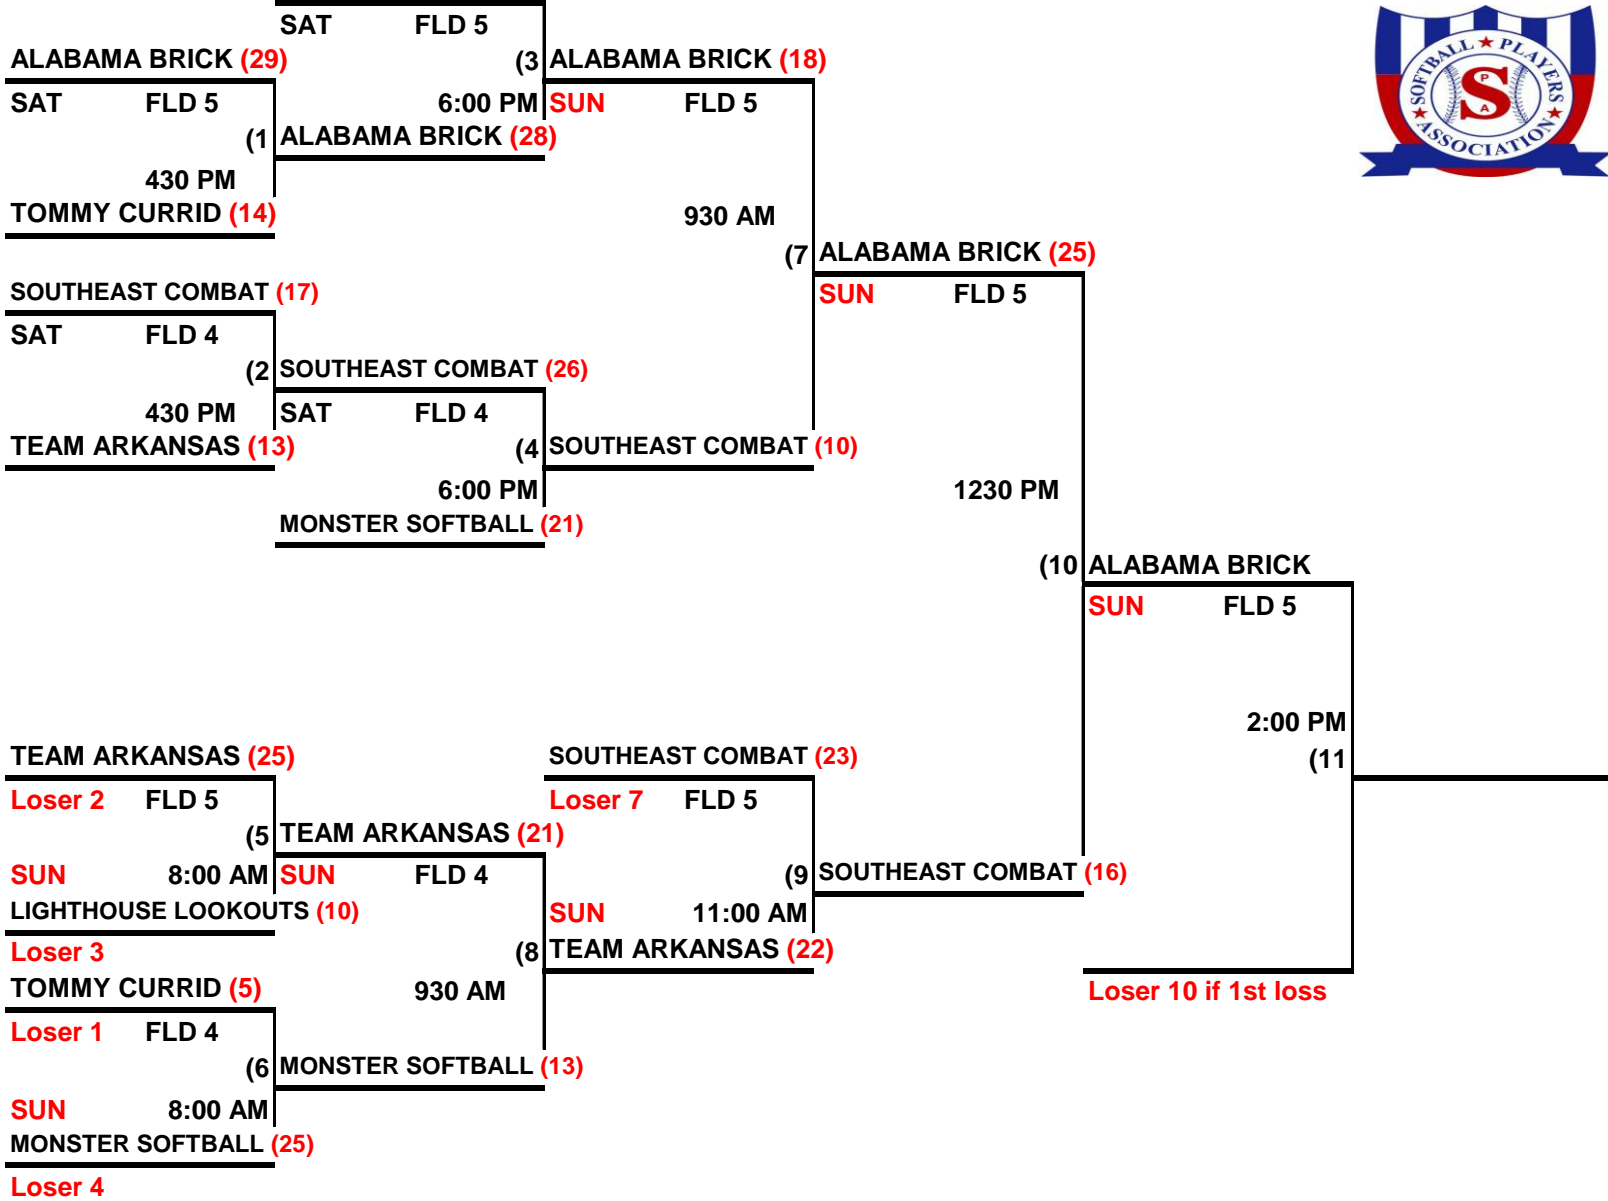 SAT FLD 5
ALABAMA BRICK (29)
(3 ALABAMA BRICK (18)
SAT FLD 5
6:00 PM SUN FLD 5
(1 ALABAMA BRICK (28)
430 PM
TOMMY CURRID (14)
930 AM
(7 ALABAMA BRICK (25)
SOUTHEAST COMBAT (17)
SUN FLD 5
SAT FLD 4
(2 SOUTHEAST COMBAT (26)
430 PM SAT FLD 4
TEAM ARKANSAS (13)
(4 SOUTHEAST COMBAT (10)
6:00 PM
1230 PM
MONSTER SOFTBALL (21)
(10 ALABAMA BRICK
SUN FLD 5
2:00 PM
TEAM ARKANSAS (25)
SOUTHEAST COMBAT (23)
(11
Loser 2 FLD 5
Loser 7 FLD 5
(5 TEAM ARKANSAS (21)
SUN 8:00 AM SUN FLD 4
(9 SOUTHEAST COMBAT (16)
LIGHTHOUSE LOOKOUTS (10)
SUN 11:00 AM
Loser 3
(8 TEAM ARKANSAS (22)
TOMMY CURRID (5)
930 AM
Loser 10 if 1st loss
Loser 1 FLD 4
(6 MONSTER SOFTBALL (13)
SUN 8:00 AM
MONSTER SOFTBALL (25)
Loser 4
SOFTBALL ★ PLAYERS ★ ASSOCIATION ★
P
S
A